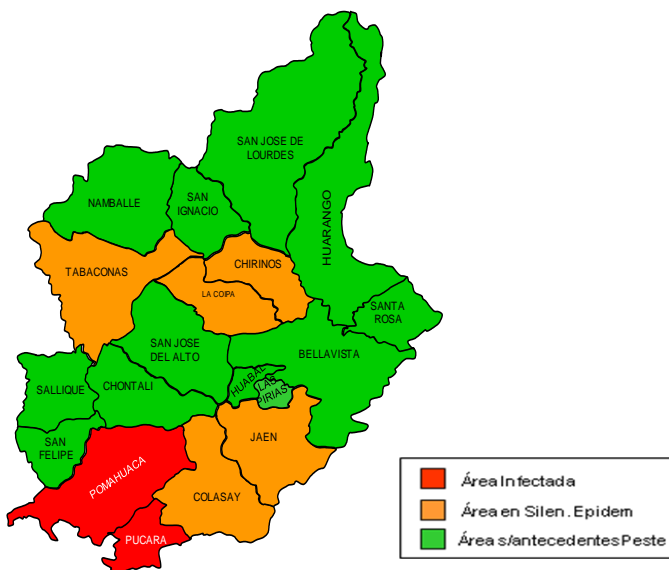 SAN JOSE DE
LOURDES
NAMBALLE
SAN
IGNACIO
HUARANGO
TABACONAS
CHIRINOS
LA COIPA
SANTA
ROSA
SAN JOSE
DEL ALTO
BELLAVISTA
SALLIQUE
CHONTALI
HUABAL
LAS
PIRIAS
SAN
FELIPE
JAEN
POMAHUACA
COLASAY
PUCARA
Área Infectada
Área en Silen. Epidem
Área s/antecedentes Peste